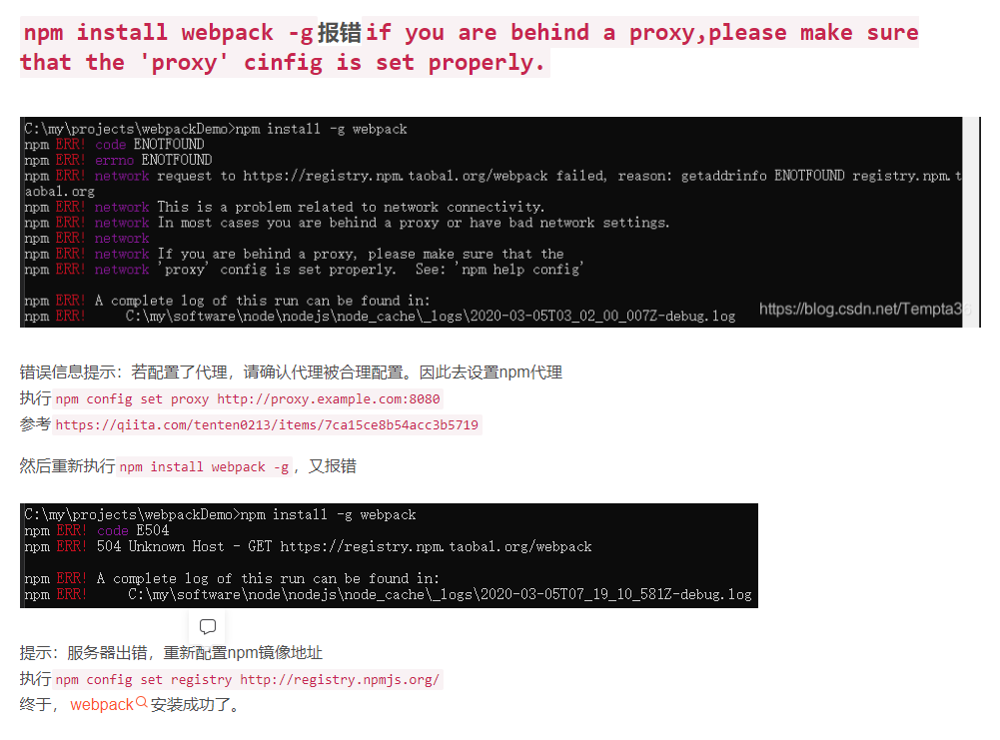 npm install webpack -g报错if you are behind a proxy,please make sure
that the 'proxy' cinfig is set properly.
C:\my\projects\webpackDemo>npm install -g webpack
npm ERR! code ENOTFOUND
npm ERR! errno ENOTFOUND
npm ERR! network request to https://registry.npm.taobal.org/webpack failed, reason: getaddrinfo ENOTFOUND registry.npm.t
aobal.org
npm ERR! network This is a problem related to network connectivity.
npm ERR! network In most cases you are behind a proxy or have bad network settings.
npm ERR! network
npm ERR! network If you are behind a proxy, please make sure that the
npm ERR! network 'proxy' config is set properly.  See: 'npm help config'
npm ERR! A complete log of this run can be found in:
npm ERR!     C:\my\software\node\nodejs\node_cache\_logs\2020-03-05T03_02_00_007Z-debug.log
https://blog.csdn.net/Tempta36
错误信息提示：若配置了代理，请确认代理被合理配置。因此去设置npm代理
执行 npm config set proxy http://proxy.example.com:8080
参考 https://qiita.com/tenten0213/items/7ca15ce8b54acc3b5719
然后重新执行 npm install webpack -g ，又报错
C:\my\projects\webpackDemo>npm install -g webpack
npm ERR! code E504
npm ERR! 504 Unknown Host - GET https://registry.npm.taobal.org/webpack
npm ERR! A complete log of this run can be found in:
npm ERR!     C:\my\software\node\nodejs\node_cache\_logs\2020-03-05T07_19_10_581Z-debug.log
提示：服务器出错，重新配置npm镜像地址
执行 npm config set registry http://registry.npmjs.org/
终于，webpack安装成功了。